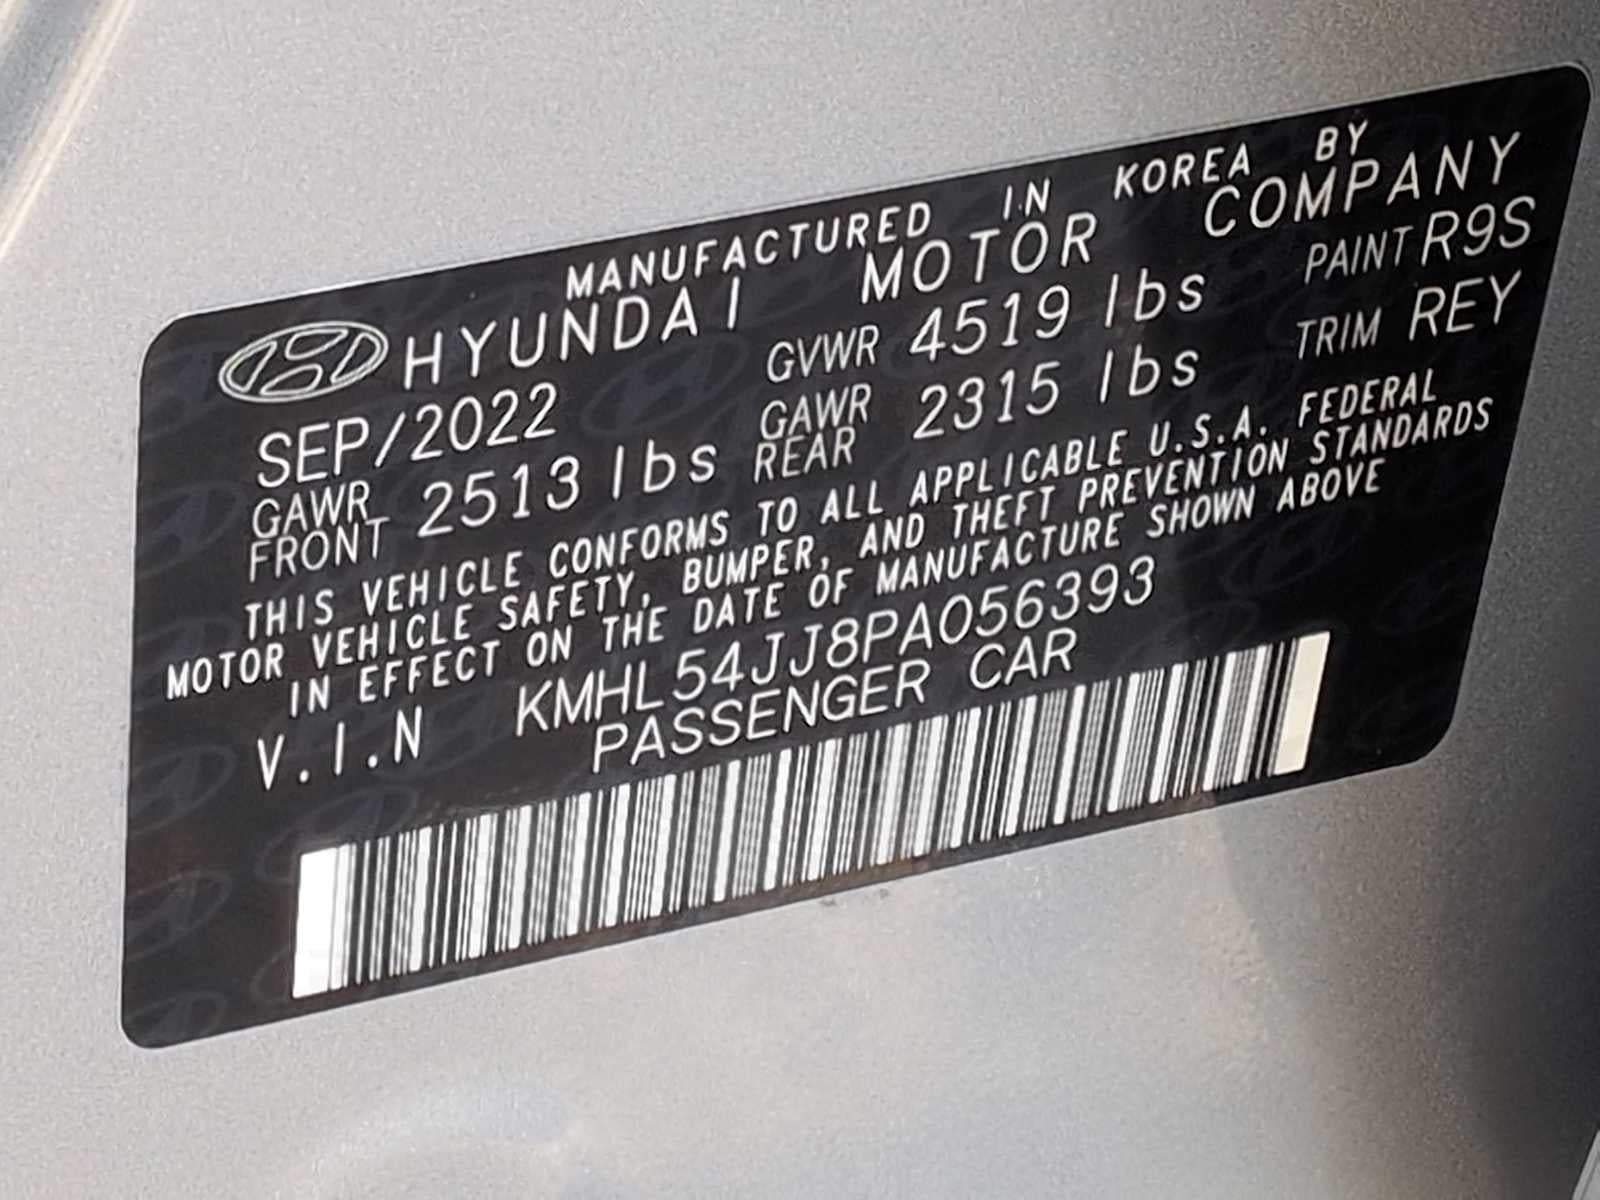 MANUFACTURED IN KOREA BY
HYUNDAI MOTOR COMPANY
SEP/2022 GVWR 4519 lbs PAINT R9S
GAWR FRONT 2513 lbs GAWR REAR 2315 lbs TRIM REY
THIS VEHICLE CONFORMS TO ALL APPLICABLE U.S.A. FEDERAL
MOTOR VEHICLE SAFETY, BUMPER, AND THEFT PREVENTION STANDARDS
IN EFFECT ON THE DATE OF MANUFACTURE SHOWN ABOVE
V.I.N KMHL54JJ8PA056393
PASSENGER CAR